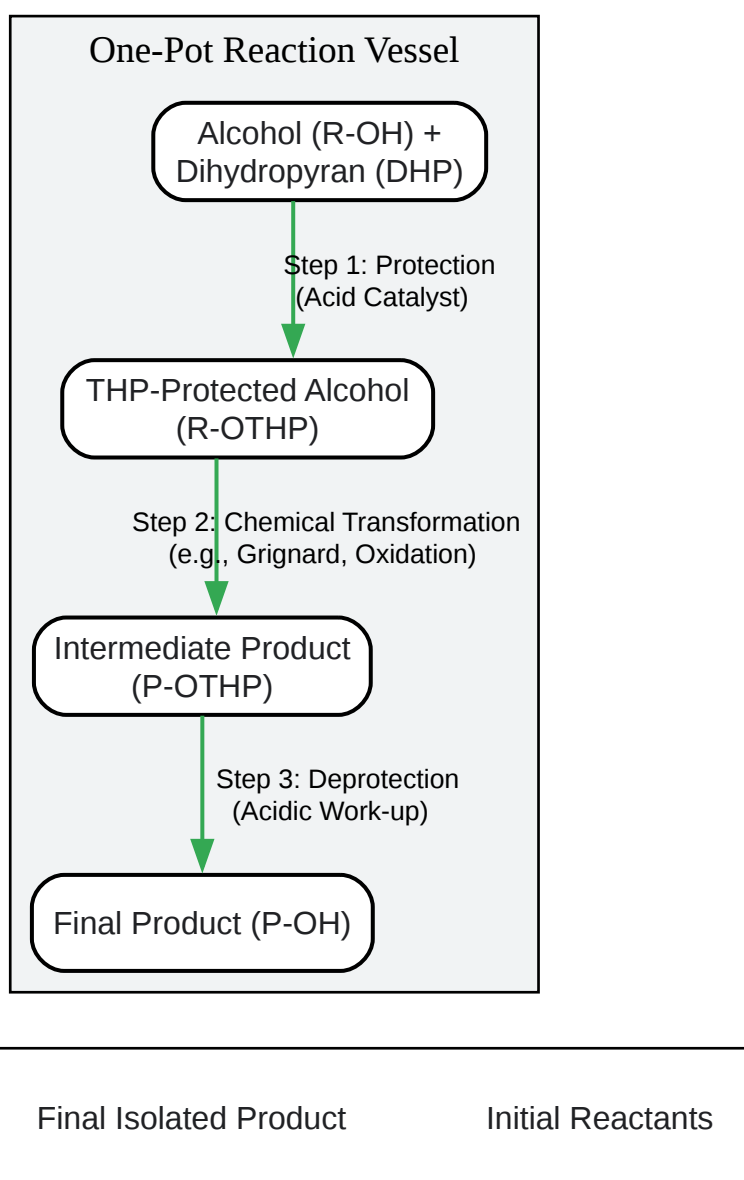 One-Pot Reaction Vessel
Alcohol (R-OH) +
Dihydropyran (DHP)
Step 1: Protection
(Acid Catalyst)
THP-Protected Alcohol
(R-OTHP)
Step 2: Chemical Transformation
(e.g., Grignard, Oxidation)
Intermediate Product
(P-OTHP)
Step 3: Deprotection
(Acidic Work-up)
Final Product (P-OH)
Final Isolated Product
Initial Reactants